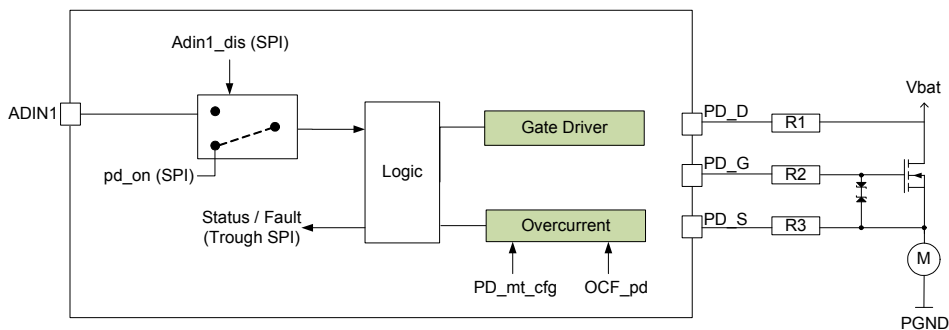 Adin1_dis (SPI)
ADIN1
pd_on (SPI)
Logic
Gate Driver
Status / Fault
(Trough SPI)
Overcurrent
PD_mt_cfg
OCF_pd
PD_D
R1
Vbat
PD_G
R2
PD_S
R3
M
PGND